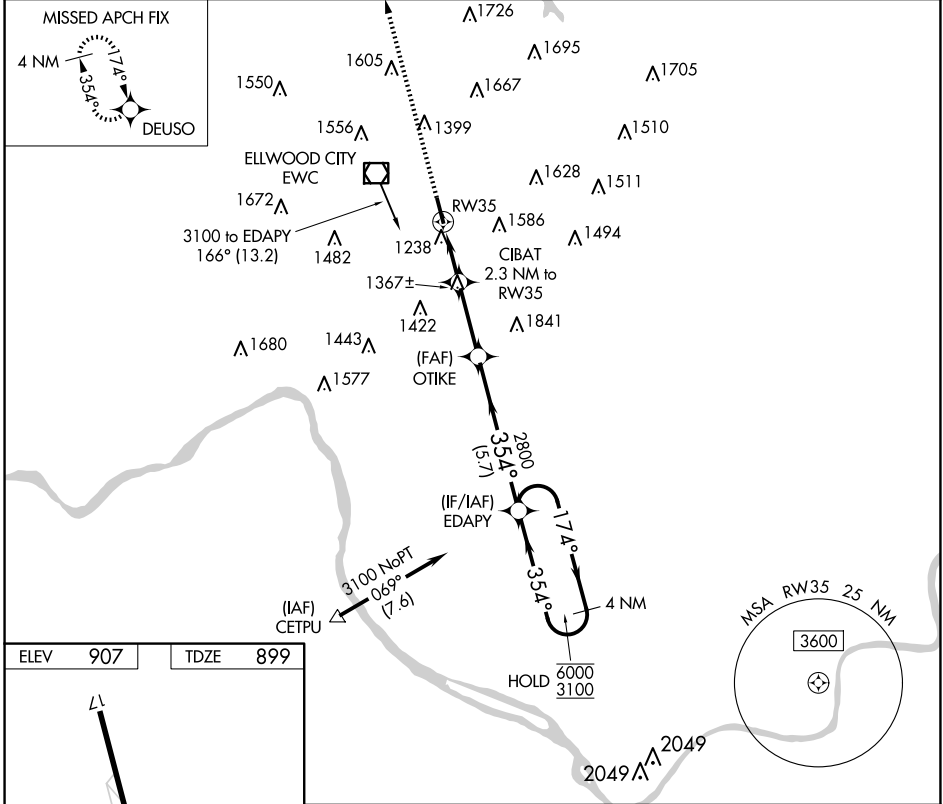 MISSED APCH FIX
4 NM
174°
354°
DEUSO
1726
1695
1605
1705
1667
1550
1399
1556
1510
ELLWOOD CITY
EWC
1628
1511
1672
RW35
1586
3100 to EDAPY
166° (13.2)
1482
1238
1494
CIBAT
2.3 NM to
RW35
1367±
1422
1841
1680
1443
(FAF)
OTIKE
1577
2800
354°
(5.7)
(IF/IAF)
EDAPY
174°
354°
4 NM
3100 NoPT
069°
(7.6)
(IAF)
CETPU
HOLD 6000
3100
MSA RW35 25 NM
3600
ELEV 907
TDZE 899
17
2049
2049